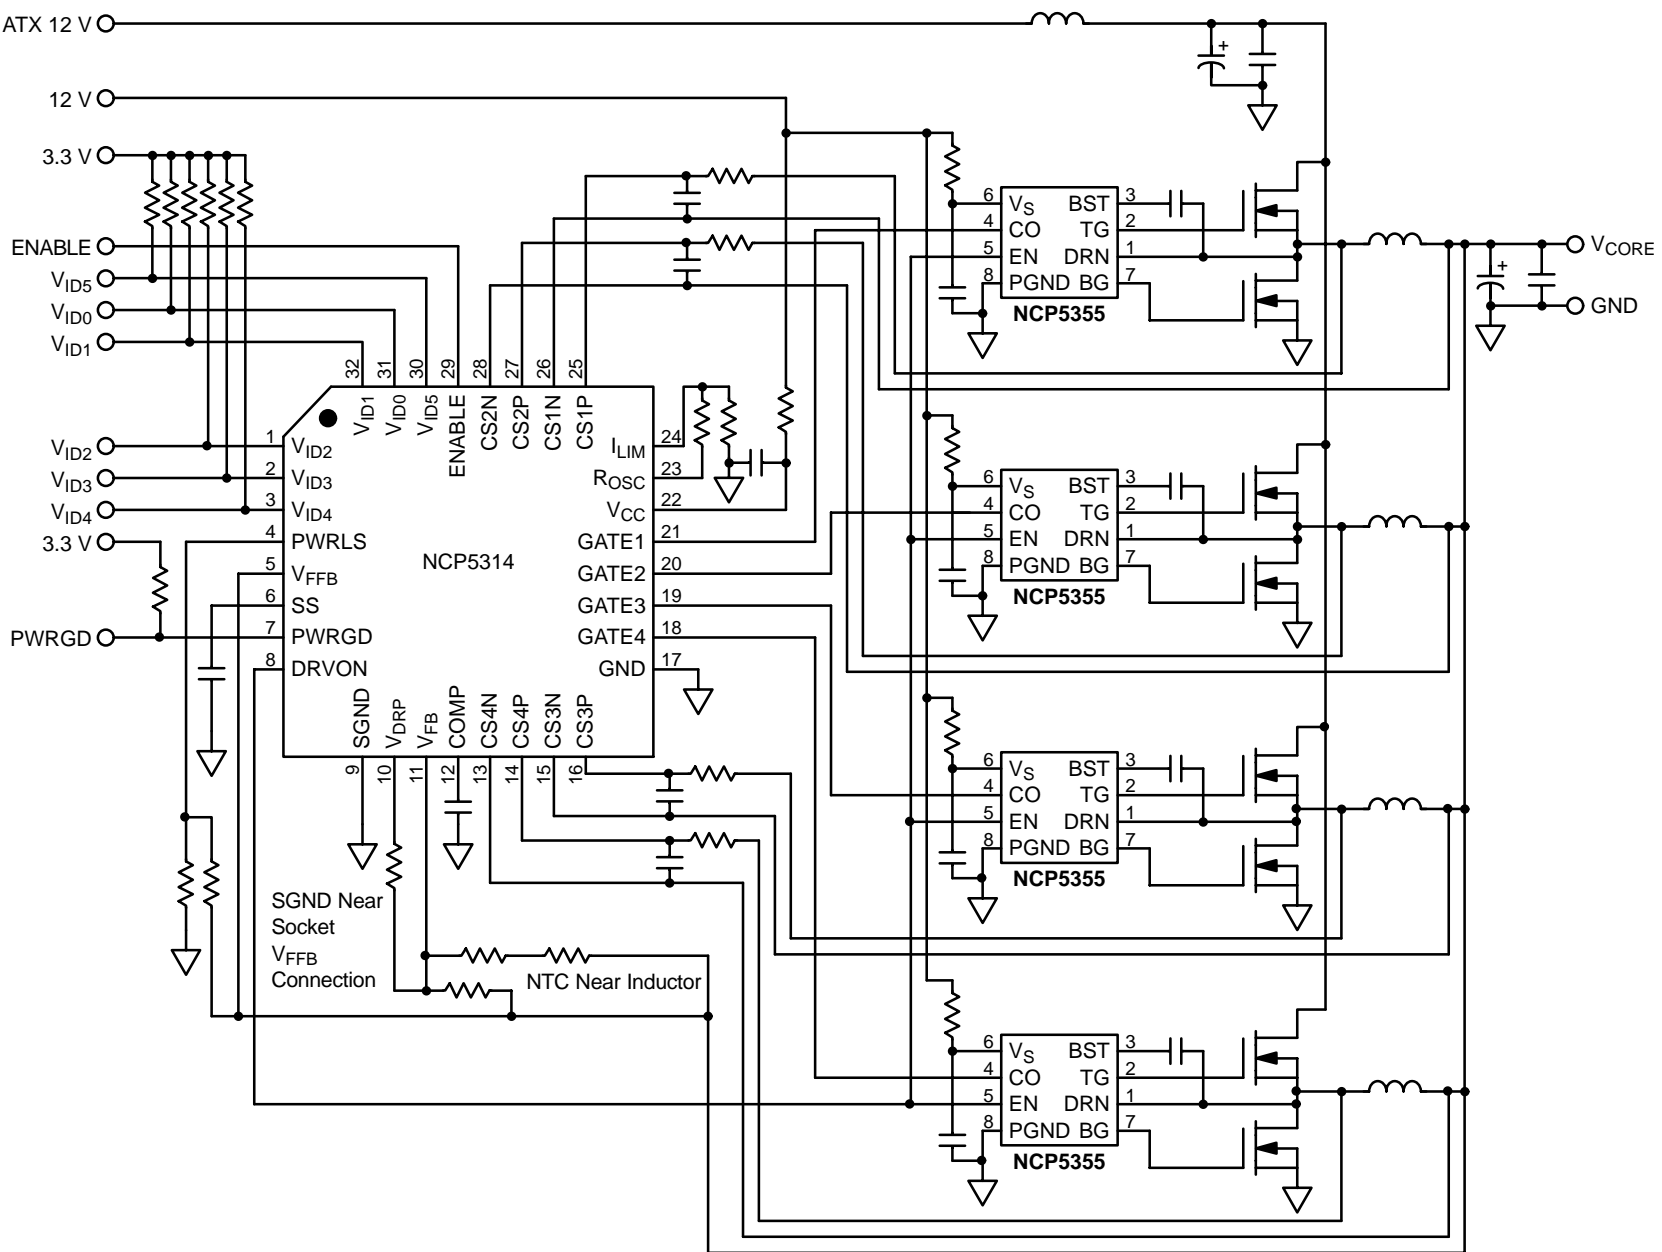 ATX 12 V
12 V
3.3 V
ENABLE
VID5
VID0
VID1
VID2
VID3
VID4
3.3 V
PWRGD
32
31
30
29
28
27
26
25
VID1
VID0
VID5
ENABLE
CS2N
CS2P
CS1N
CS1P
1 VID2
2 VID3
3 VID4
4 PWRLS
5 VFFB
6 SS
7 PWRGD
8 DRVON
NCP5314
ILIM 24
ROSC 23
VCC 22
GATE1 21
GATE2 20
GATE3 19
GATE4 18
GND 17
SGND
VDRP
VFB
COMP
CS4N
CS4P
CS3N
CS3P
9
10
11
12
13
14
15
16
SGND Near
Socket
VFFB
Connection
NTC Near Inductor
6 VS BST 3
4 CO TG 2
5 EN DRN 1
8 PGND BG 7
NCP5355
+
+
VCORE
GND
6 VS BST 3
4 CO TG 2
5 EN DRN 1
8 PGND BG 7
NCP5355
6 VS BST 3
4 CO TG 2
5 EN DRN 1
8 PGND BG 7
NCP5355
6 VS BST 3
4 CO TG 2
5 EN DRN 1
8 PGND BG 7
NCP5355